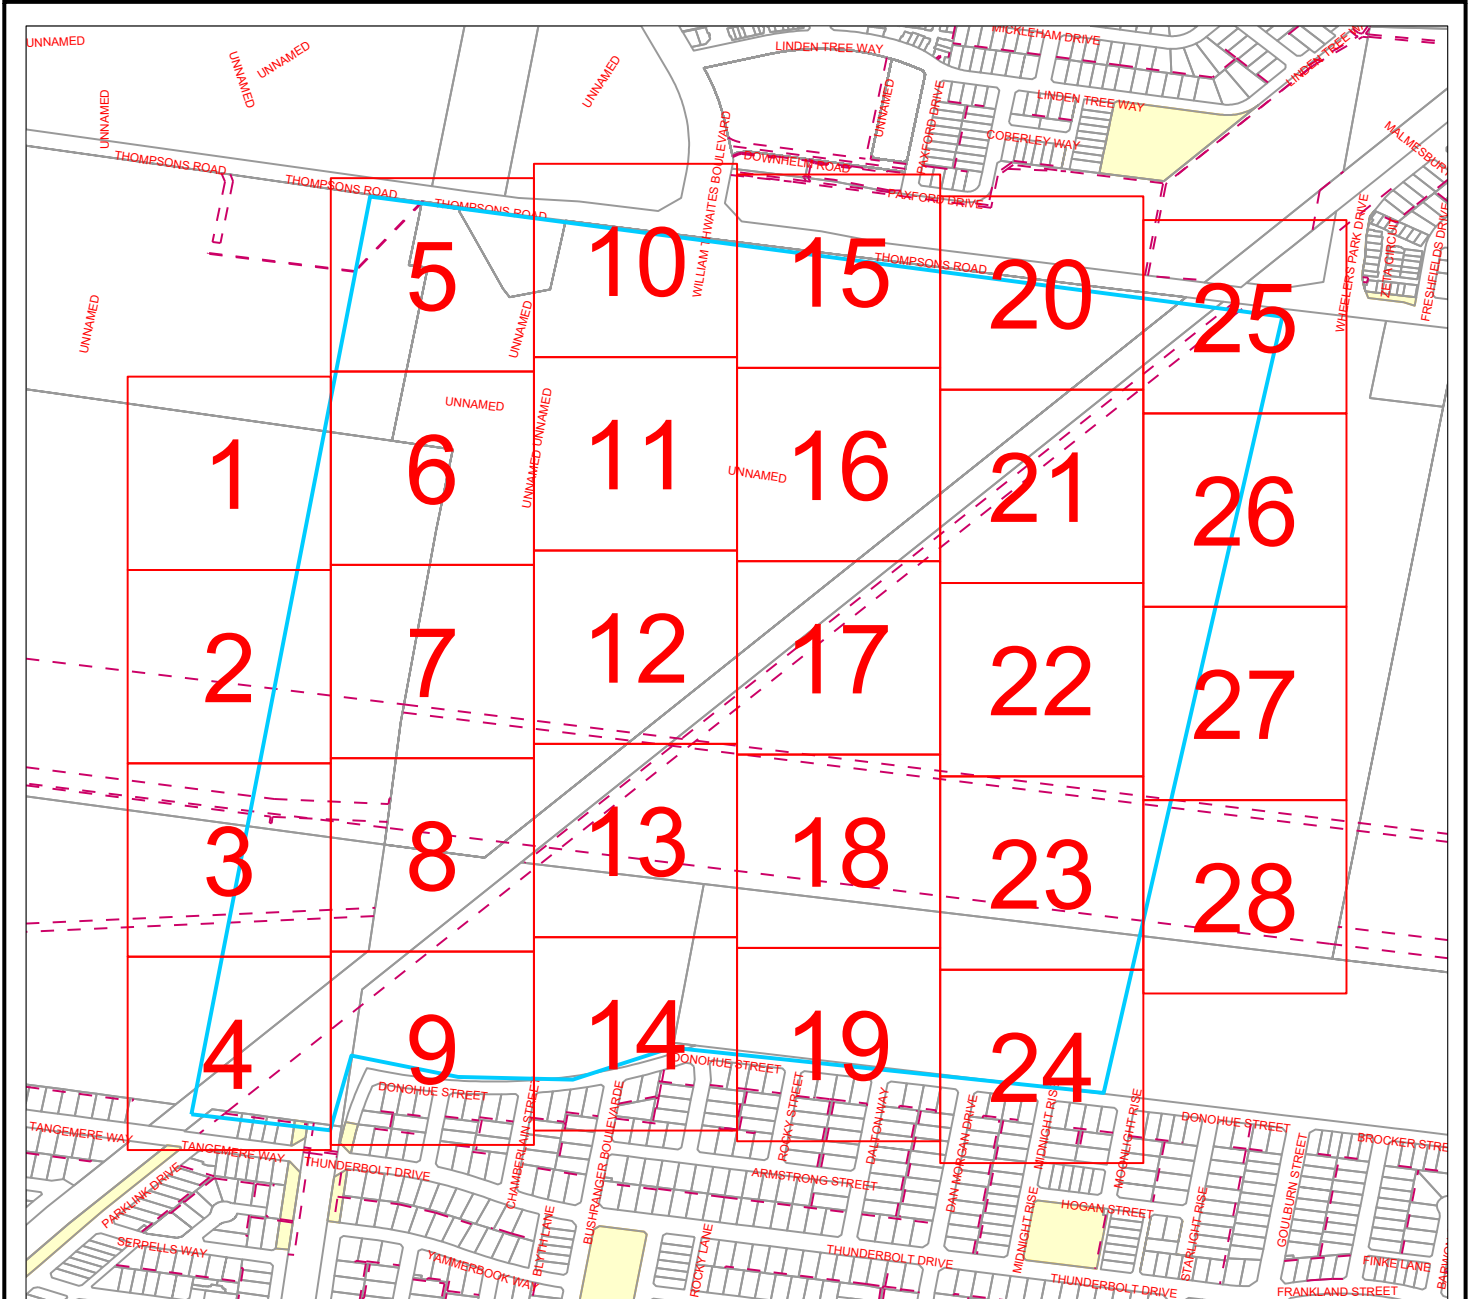 UNNAMED
UNNAMED
UNNAMED
UNNAMED
UNNAMED
LINDEN TREE WAY
MICKLEHAM DRIVE
LINDEN TREE
UNNAMED
PAXFORD DRIVE
LINDEN TREE WAY
COBERLEY WAY
MALMESBURY
THOMPSONS ROAD
THOMPSONS ROAD
THOMPSONS ROAD
WILLIAM THWAITES BOULEVARD
DOWNHELM ROAD
PAXFORD DRIVE
THOMPSONS ROAD
WHEELERS PARK DRIVE
ZETA CIRCUIT
FRESHFIELDS DRIVE
UNNAMED
UNNAMED
5
10
15
20
25
UNNAMED
UNNAMED UNNAMED
UNNAMED
1
6
11
16
21
26
2
7
12
17
22
27
3
8
13
18
23
28
4
9
14
19
24
DONOHUE STREET
DONOHUE STREET
DONOHUE STREET
TANGEMERE WAY
TANGEMERE WAY
THUNDERBOLT DRIVE
CHAMBERLAIN STREET
BUSHRANGER BOULEVARDE
ROCKY STREET
DALTON WAY
DAN MORGAN DRIVE
MIDNIGHT RISE
MOONLIGHT RISE
BROCKER STRE
GOULBURN STREET
ARMSTRONG STREET
PARKLINK DRIVE
SERPELLS WAY
YAMMERBOOK WAY
BLYTH LANE
ROCKY LANE
THUNDERBOLT DRIVE
MIDNIGHT RISE
HOGAN STREET
STARLIGHT RISE
THUNDERBOLT DRIVE
FINKE LANE
FRANKLAND STREET